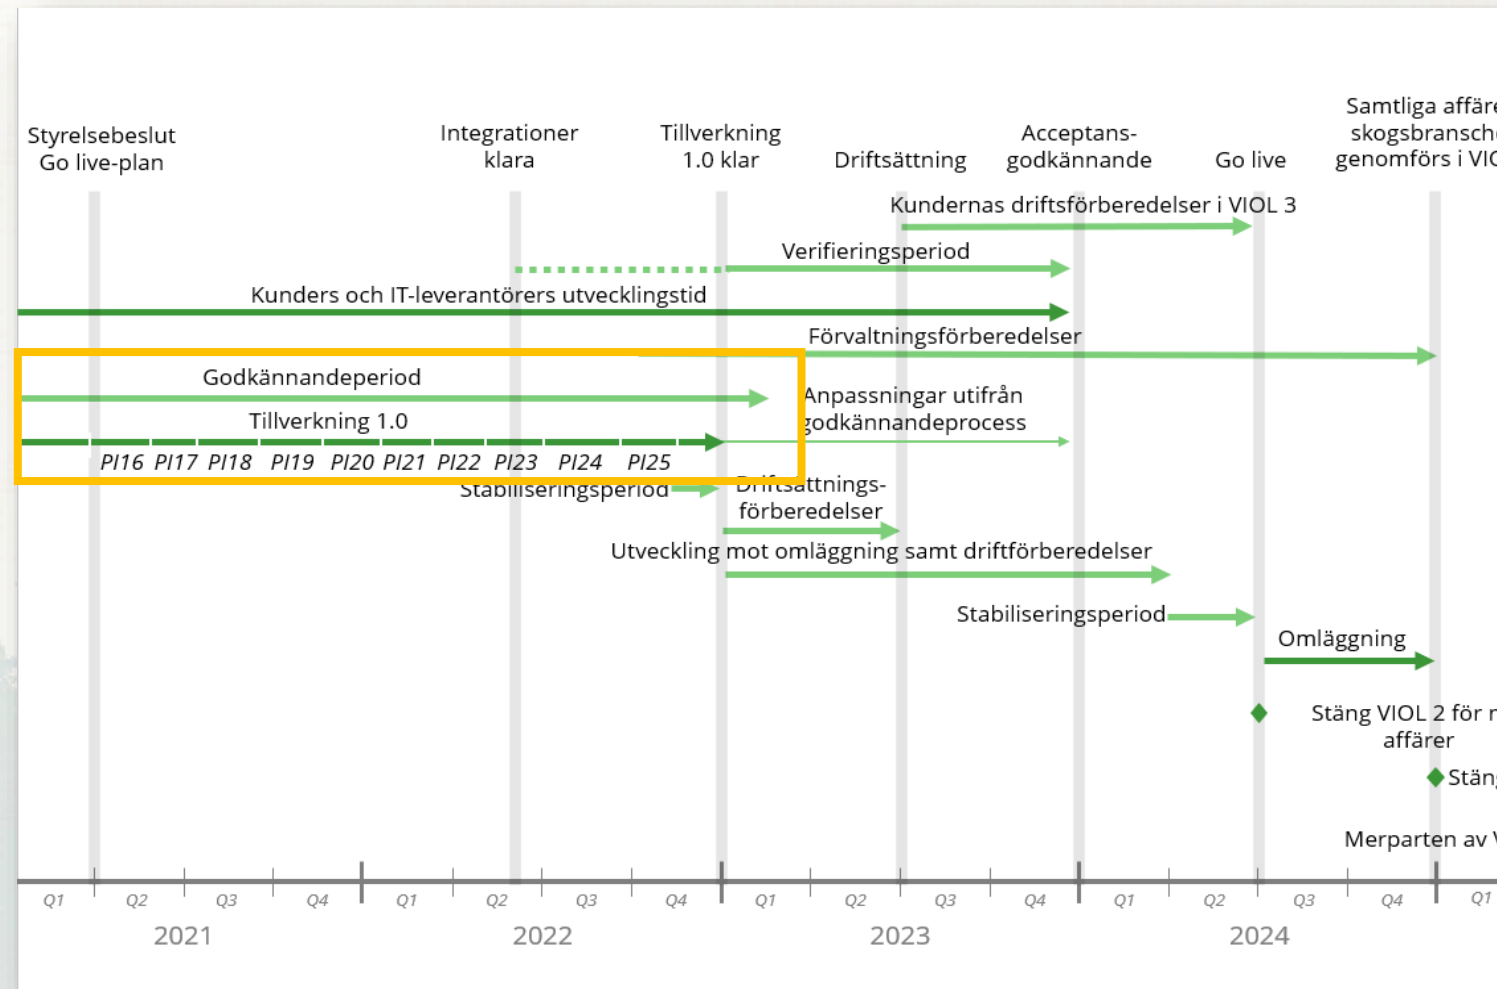 Styrelsebeslut
Go live-plan
Integrationer
klara
Tillverkning
1.0 klar
Driftsättning
Acceptans-
godkännande
Go live
Samtliga affäre
skogsbransch
genomförs i VIO
Kundernas driftsförberedelser i VIOL 3
Verifieringsperiod
Kunders och IT-leverantörers utvecklingstid
Förvaltningsförberedelser
Godkännandeperiod
Anpassningar utifrån
godkännandeprocess
Tillverkning 1.0
PI16 PI17 PI18 PI19 PI20 PI21 PI22 PI23 PI24 PI25
Stabiliseringsperiod
Driftsättnings-
förberedelser
Utveckling mot omläggning samt driftförberedelser
Stabiliseringsperiod
Omläggning
Stäng VIOL 2 för
affärer
Stäng
Merparten av
Q1 Q2 Q3 Q4 Q1 Q2 Q3 Q4 Q1 Q2 Q3 Q4 Q1 Q2 Q3 Q4 Q1
2021 2022 2023 2024